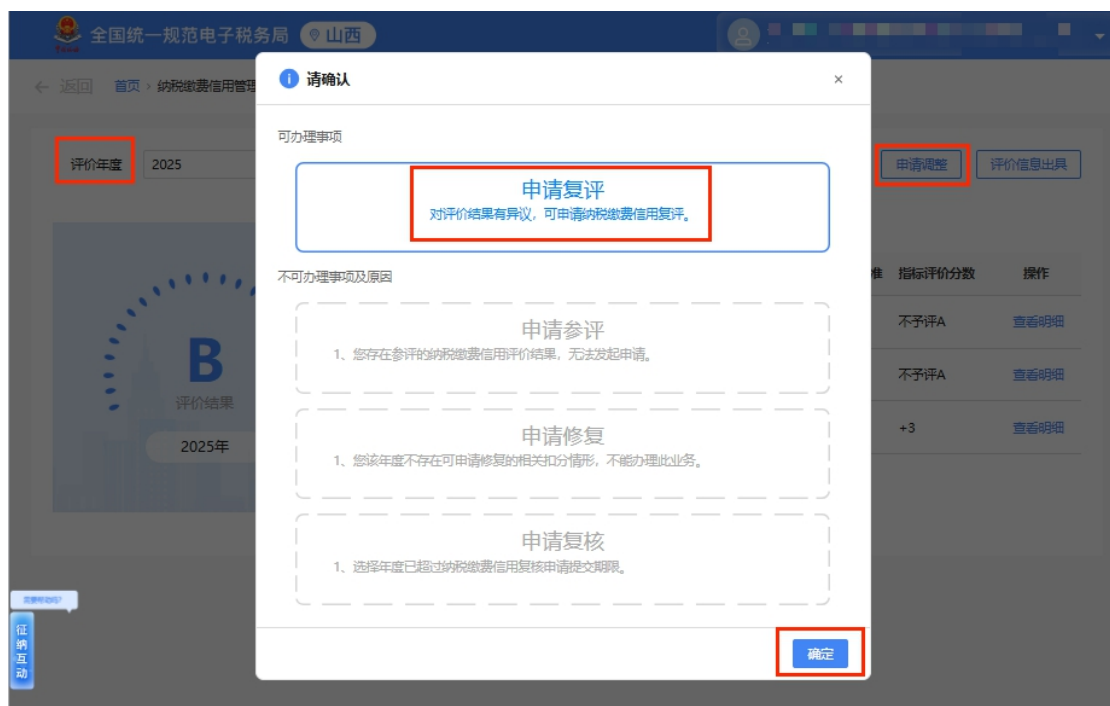 全国统一规范电子税务局 山西
← 返回 首页 › 纳税缴费信用管理
请确认 ×
可办理事项
评价年度 2025 申请调整 评价信息出具
申请复评
对评价结果有异议，可申请纳税缴费信用复评。
不可办理事项及原因
准 指标评价分数 操作
申请参评
1、您存在参评的纳税缴费信用评价结果，无法发起申请。
不予评A 查看明细
B
不予评A 查看明细
评价结果
申请修复
1、您该年度不存在可申请修复的相关扣分情形，不能办理此业务。
+3 查看明细
2025年
申请复核
1、选择年度已超过纳税缴费信用复核申请提交期限。
征纳互动
确定